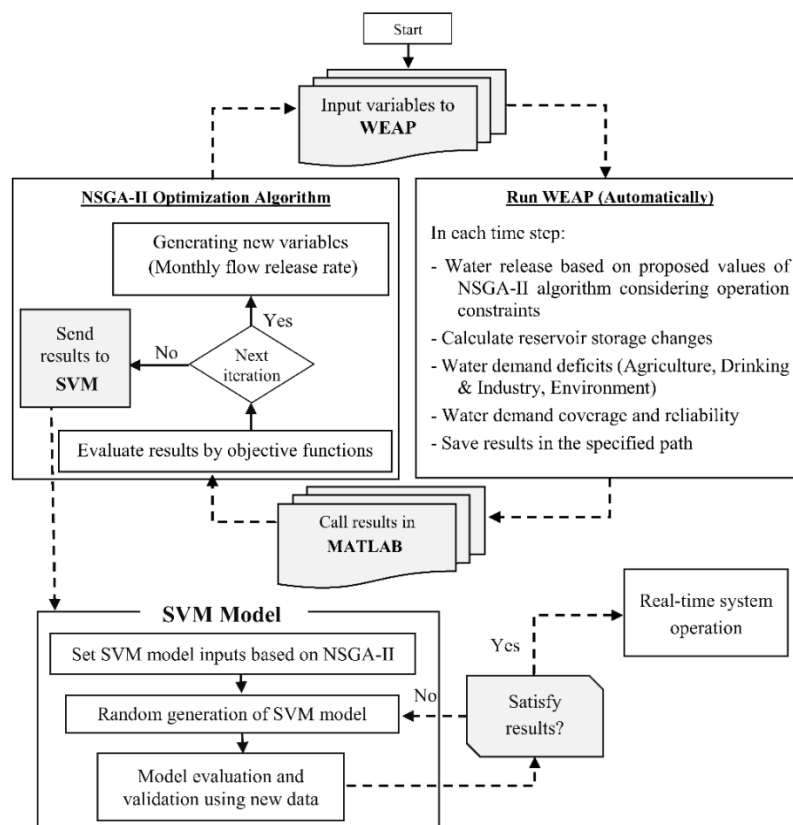 Start
Input variables to
WEAP
NSGA-II Optimization Algorithm
Generating new variables
(Monthly flow release rate)
Yes
Send
results to
SVM
No
Next
iteration
Evaluate results by objective functions
Run WEAP (Automatically)
In each time step:
- Water release based on proposed values of
NSGA-II algorithm considering operation
constraints
- Calculate reservoir storage changes
- Water demand deficits (Agriculture, Drinking
& Industry, Environment)
- Water demand coverage and reliability
- Save results in the specified path
Call results in
MATLAB
SVM Model
Set SVM model inputs based on NSGA-II
Random generation of SVM model
Model evaluation and
validation using new data
No
Satisfy
results?
Yes
Real-time system
operation